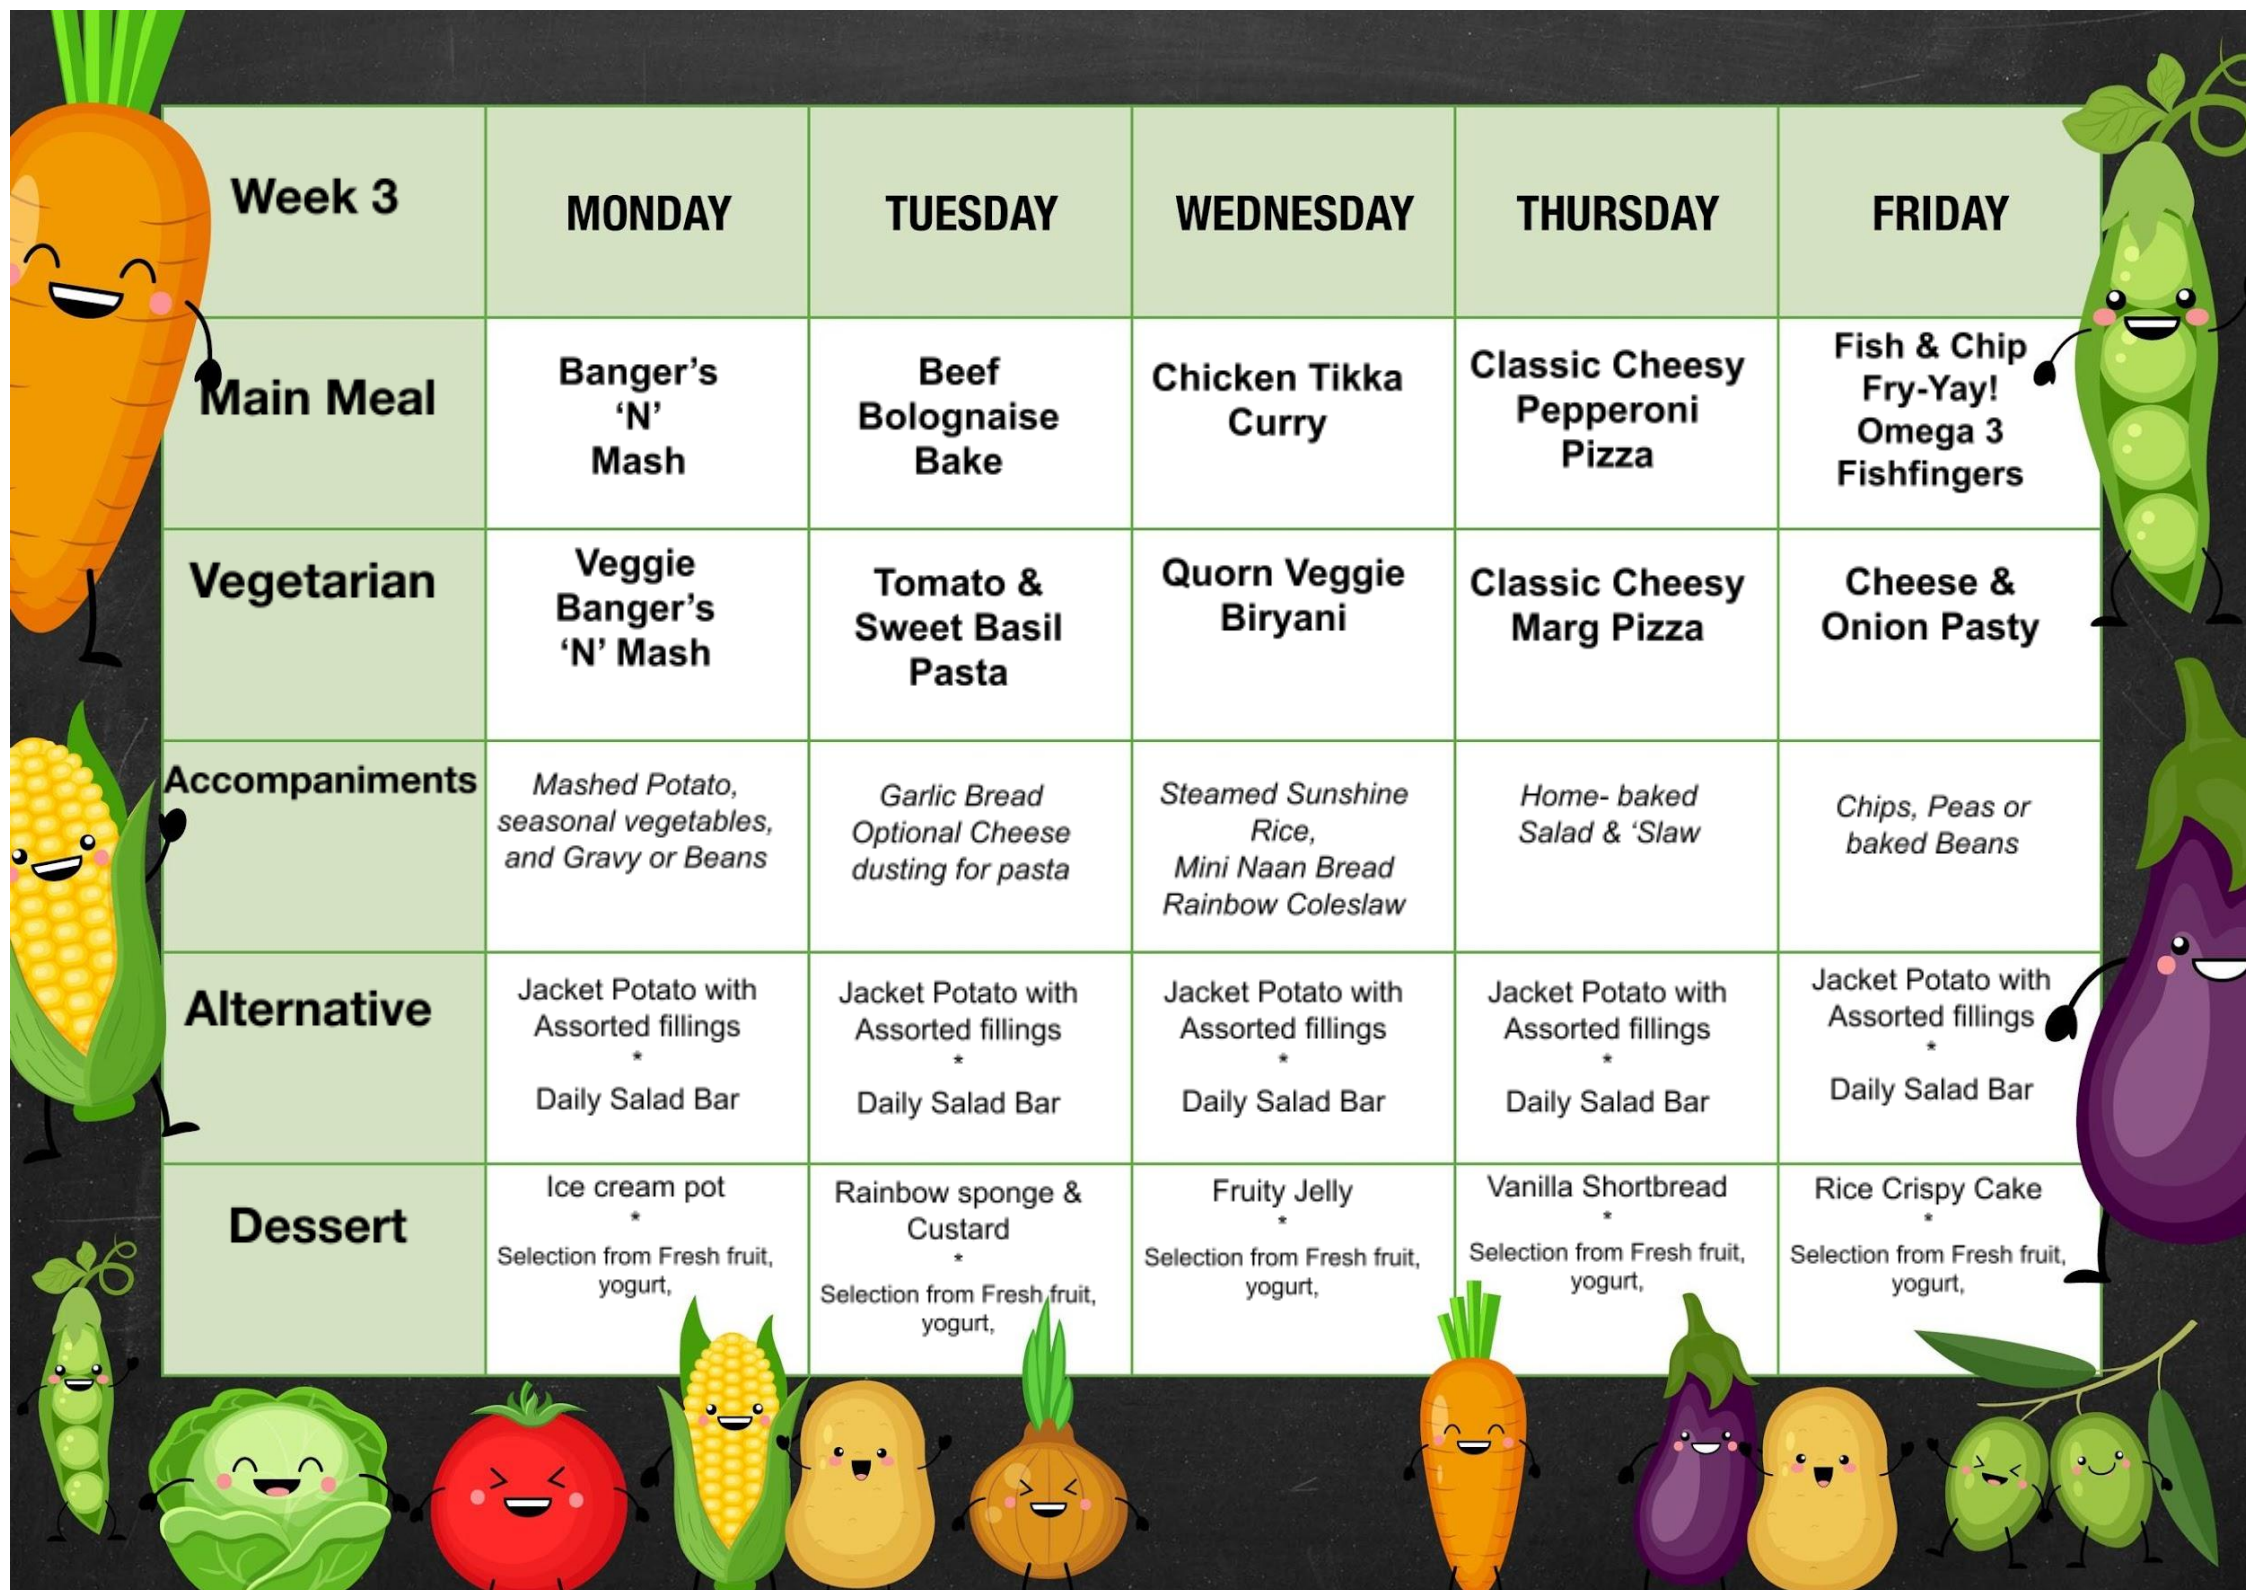 Week 3
MONDAY
TUESDAY
WEDNESDAY
THURSDAY
FRIDAY
Main Meal
Banger’s
‘N’
Mash
Beef
Bolognaise
Bake
Chicken Tikka
Curry
Classic Cheesy
Pepperoni
Pizza
Fish & Chip
Fry-Yay!
Omega 3
Fishfingers
Vegetarian
Veggie
Banger’s
‘N’ Mash
Tomato &
Sweet Basil
Pasta
Quorn Veggie
Biryani
Classic Cheesy
Marg Pizza
Cheese &
Onion Pasty
Accompaniments
Mashed Potato,
seasonal vegetables,
and Gravy or Beans
Garlic Bread
Optional Cheese
dusting for pasta
Steamed Sunshine
Rice,
Mini Naan Bread
Rainbow Coleslaw
Home- baked
Salad & ‘Slaw
Chips, Peas or
baked Beans
Alternative
Jacket Potato with
Assorted fillings
*
Daily Salad Bar
Jacket Potato with
Assorted fillings
*
Daily Salad Bar
Jacket Potato with
Assorted fillings
*
Daily Salad Bar
Jacket Potato with
Assorted fillings
*
Daily Salad Bar
Jacket Potato with
Assorted fillings
*
Daily Salad Bar
Dessert
Ice cream pot
*
Selection from Fresh fruit,
yogurt,
Rainbow sponge &
Custard
*
Selection from Fresh fruit,
yogurt,
Fruity Jelly
*
Selection from Fresh fruit,
yogurt,
Vanilla Shortbread
*
Selection from Fresh fruit,
yogurt,
Rice Crispy Cake
*
Selection from Fresh fruit,
yogurt,